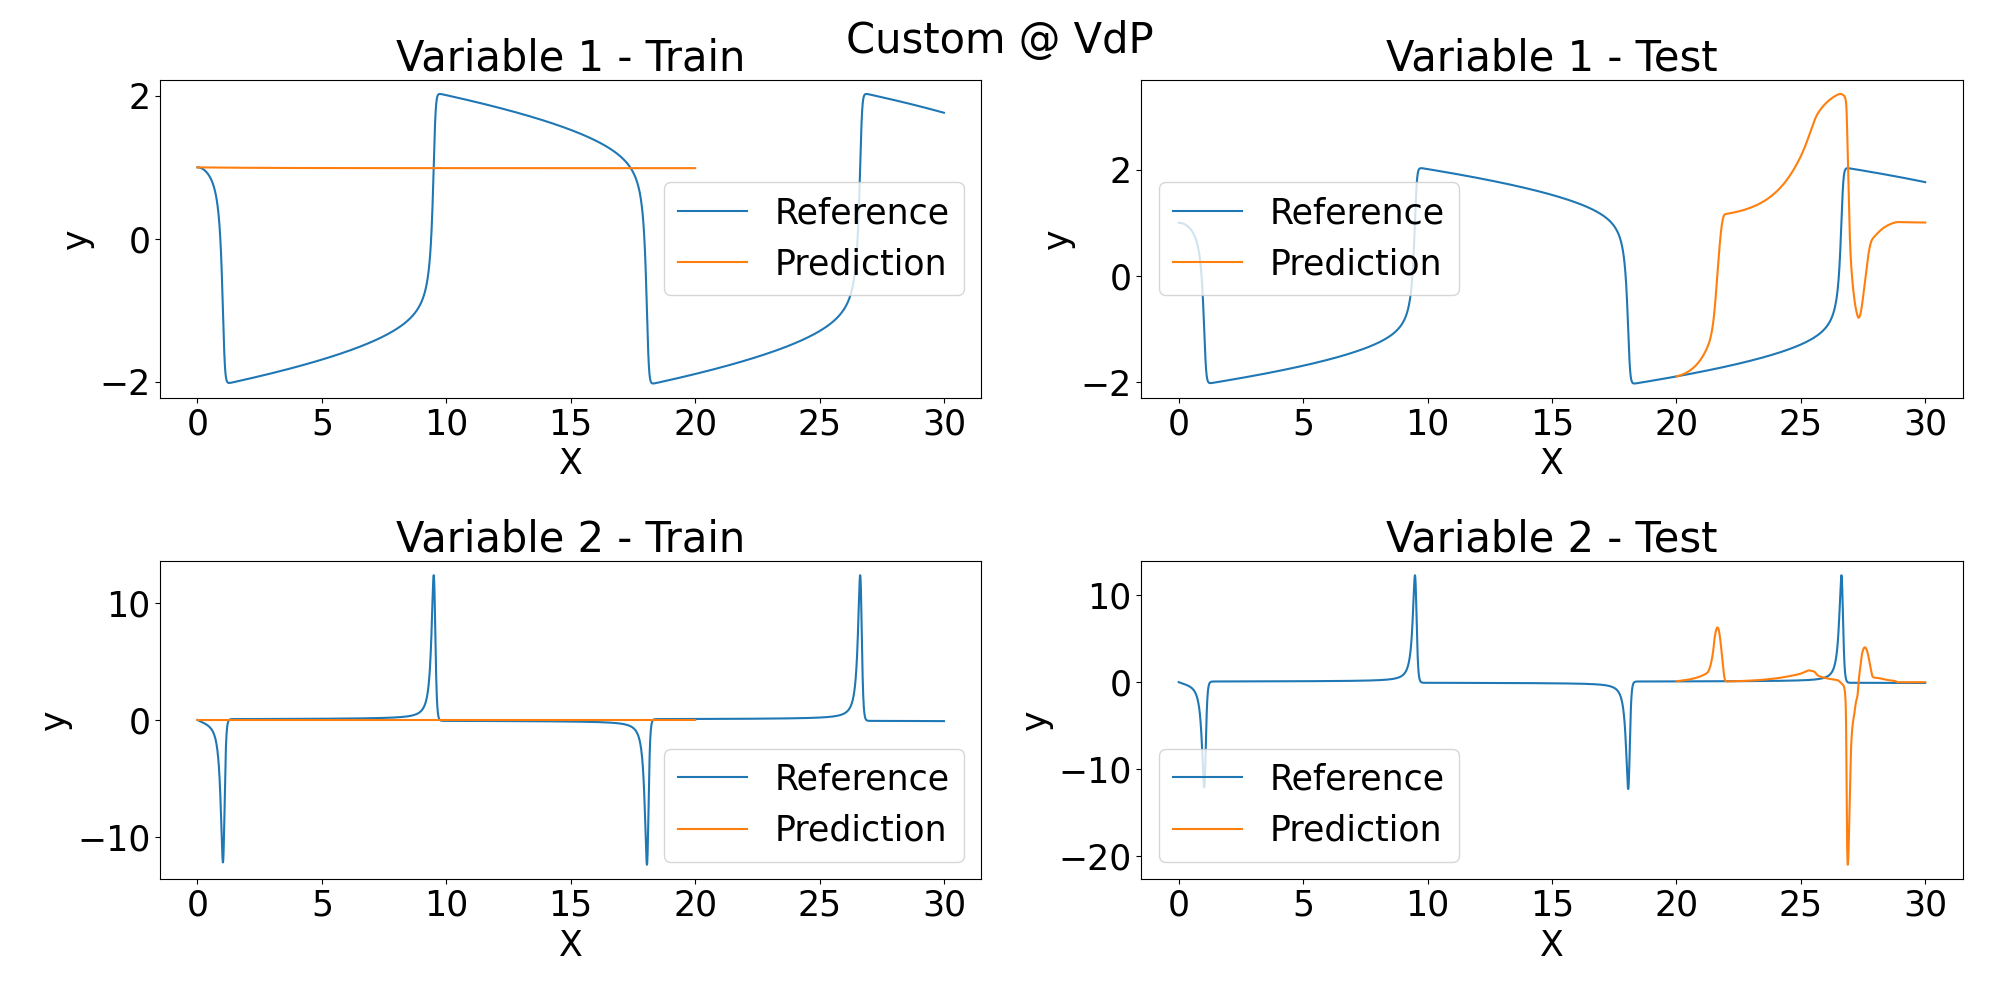 Custom @ VdP
Variable 1 - Train
2
0
−2
y
0 5 10 15 20 25 30
X
Reference
Prediction
Variable 1 - Test
2
0
−2
y
0 5 10 15 20 25 30
X
Reference
Prediction
Variable 2 - Train
10
0
−10
y
0 5 10 15 20 25 30
X
Reference
Prediction
Variable 2 - Test
10
0
−10
−20
y
0 5 10 15 20 25 30
X
Reference
Prediction